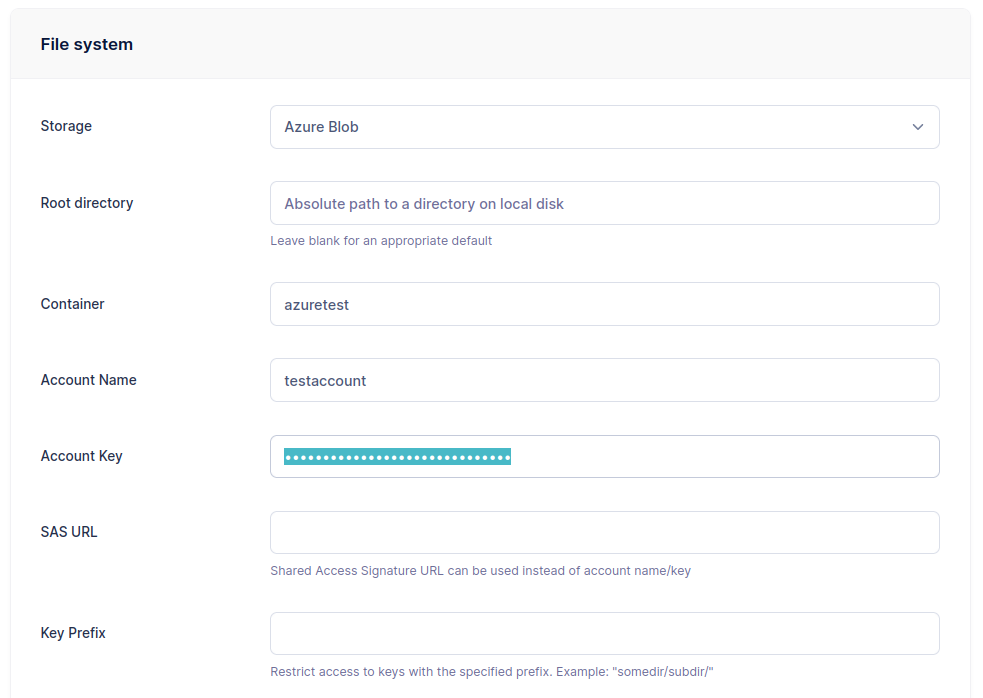 File system
Storage
Azure Blob
Root directory
Absolute path to a directory on local disk
Leave blank for an appropriate default
Container
azuretest
Account Name
testaccount
Account Key
••••••••••••••••••••••••••••••
SAS URL
Shared Access Signature URL can be used instead of account name/key
Key Prefix
Restrict access to keys with the specified prefix. Example: "somedir/subdir/"